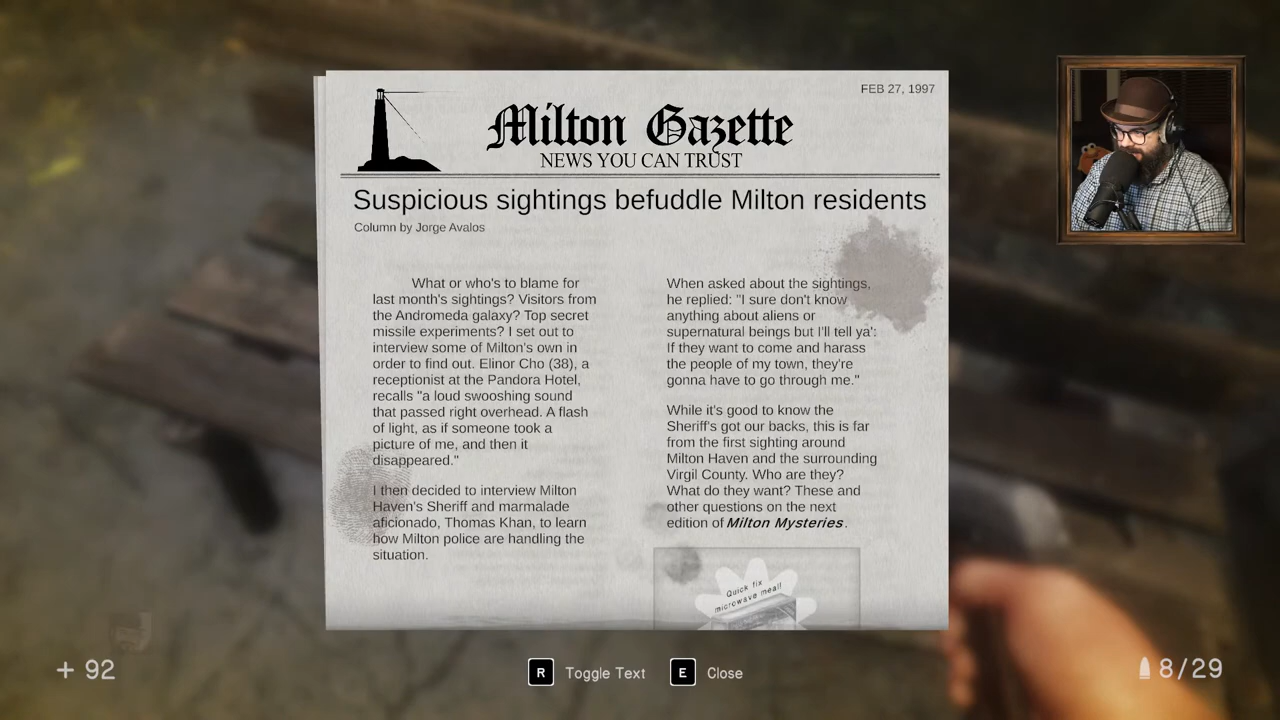 FEB 27, 1997
Milton Gazette
NEWS YOU CAN TRUST
Suspicious sightings befuddle Milton residents
Column by Jorge Avalos
What or who's to blame for
last month's sightings? Visitors from
the Andromeda galaxy? Top secret
missile experiments? I set out to
interview some of Milton's own in
order to find out. Elinor Cho (38), a
receptionist at the Pandora Hotel,
recalls "a loud swooshing sound
that passed right overhead. A flash
of light, as if someone took a
picture of me, and then it
disappeared."
I then decided to interview Milton
Haven's Sheriff and marmalade
aficionado, Thomas Khan, to learn
how Milton police are handling the
situation.
When asked about the sightings,
he replied: "I sure don't know
anything about aliens or
supernatural beings but I'll tell ya':
If they want to come and harass
the people of my town, they're
gonna have to go through me."
While it's good to know the
Sheriff's got our backs, this is far
from the first sighting around
Milton Haven and the surrounding
Virgil County. Who are they?
What do they want? These and
other questions on the next
edition of Milton Mysteries.
Quick fix
microwave meal!
+ 92
R Toggle Text E Close
8/29